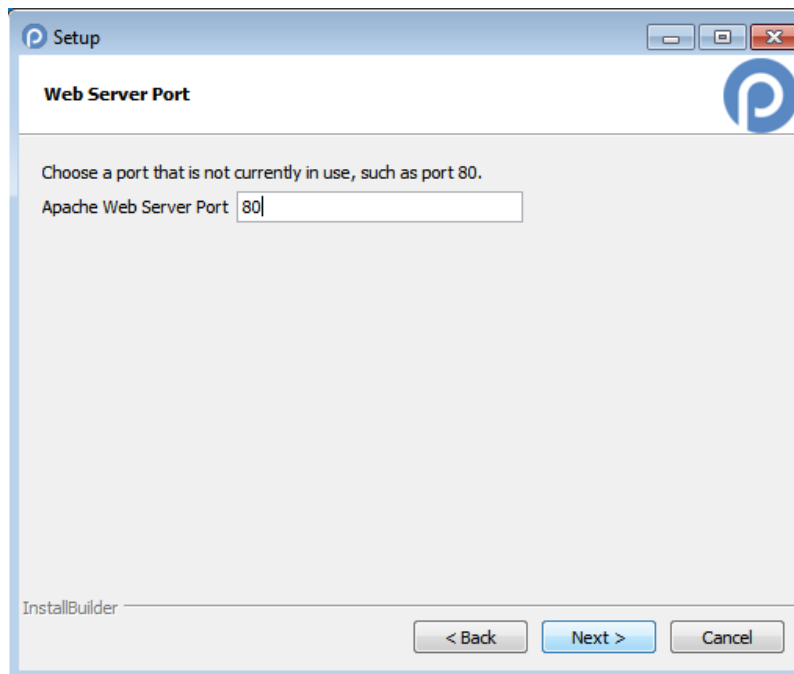 Setup
Web Server Port
Choose a port that is not currently in use, such as port 80.
Apache Web Server Port 80
InstallBuilder
< Back Next > Cancel